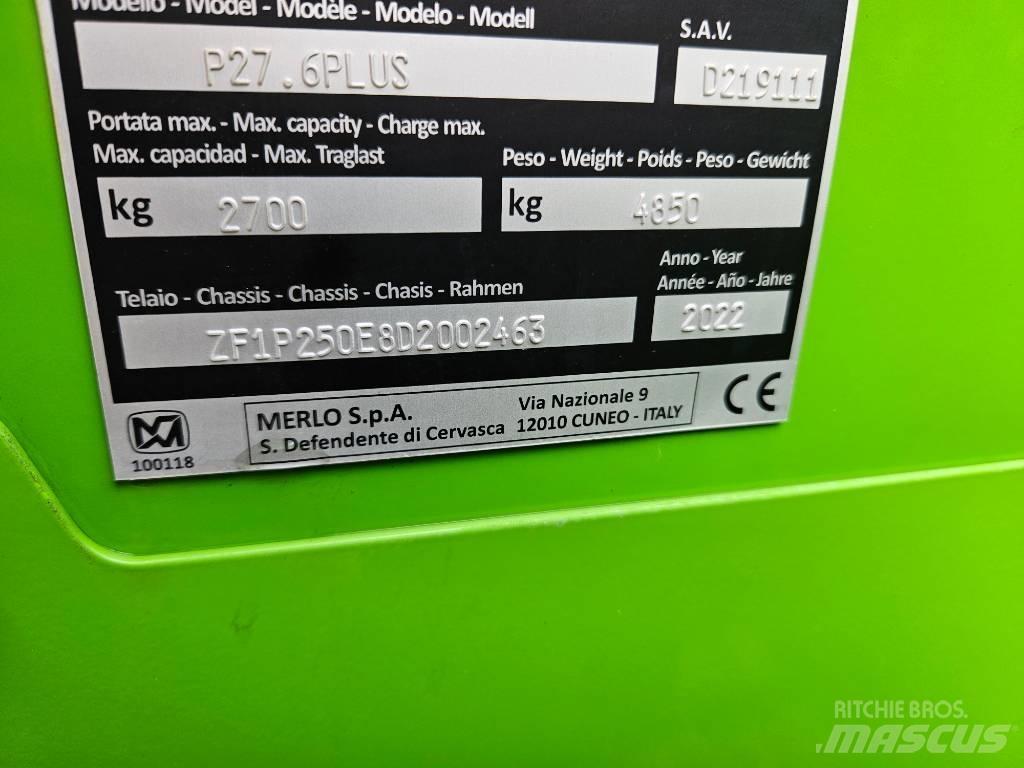 Modello - Model - Modèle - Modelo - Modell
S.A.V.
P27.6PLUS
D219111
Portata max. - Max. capacity - Charge max.
Max. capacidad - Max. Traglast
Peso - Weight - Poids - Peso - Gewicht
kg 2700
kg 4850
Anno - Year
Année - Año - Jahre
Telaio - Chassis - Chassis - Chasis - Rahmen
ZF1P250E8D2002463
2022
MERLO S.p.A.
S. Defendente di Cervasca
Via Nazionale 9
12010 CUNEO - ITALY
CE
100118
RITCHIE BROS.
MASCUS